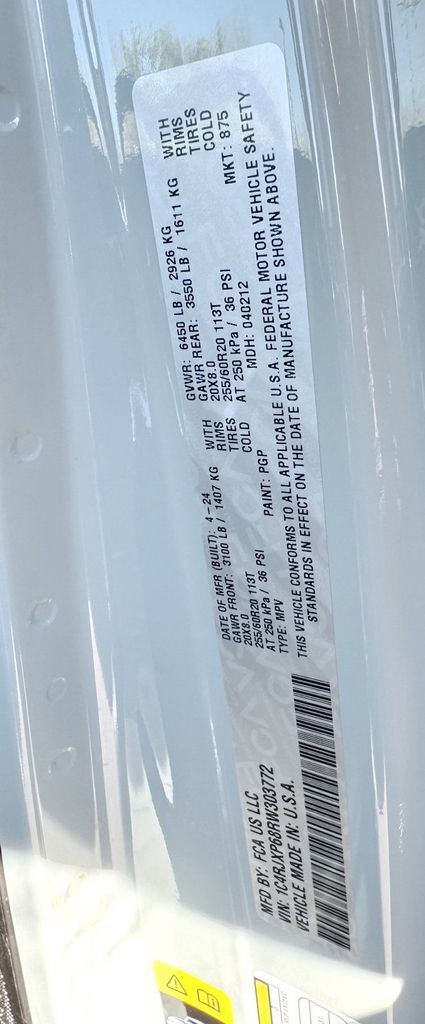 MFD BY: FCA US LLC
DATE OF MFR (BUILT): 4-24
GVWR: 6450 LB / 2926 KG
GAWR FRONT: 3100 LB / 1407 KG WITH
GAWR REAR: 3550 LB / 1611 KG WITH
20X8.0 RIMS
20X8.0 RIMS
255/60R20 113T TIRES
255/60R20 113T TIRES
AT 250 kPa / 36 PSI COLD
AT 250 kPa / 36 PSI COLD
VIN: 1C4RJXP68RW303772
TYPE: MPV PAINT: PGP MDH: 040212 MKT: 875
VEHICLE MADE IN: U.S.A.
THIS VEHICLE CONFORMS TO ALL APPLICABLE U.S.A. FEDERAL MOTOR VEHICLE SAFETY
STANDARDS IN EFFECT ON THE DATE OF MANUFACTURE SHOWN ABOVE.